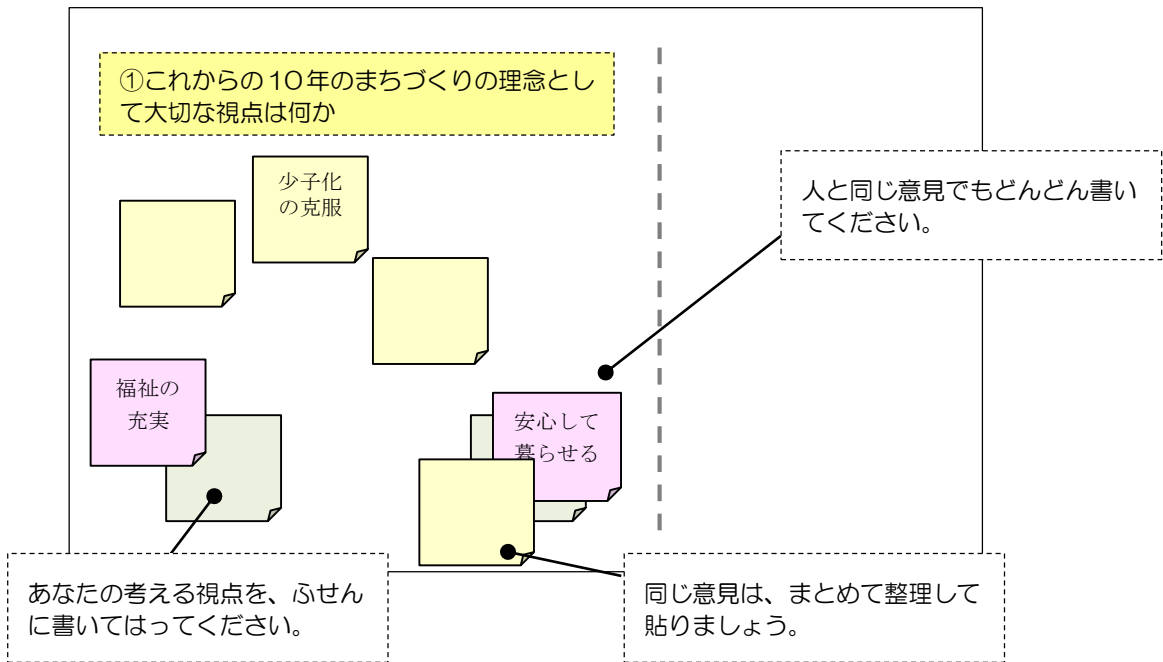 ①これからの10年のまちづくりの理念とし
て大切な視点は何か
少子化
の克服
人と同じ意見でもどんどん書い
てください。
福祉の
充実
安心して
暮らせる
あなたの考える視点を、ふせん
に書いてはってください。
同じ意見は、まとめて整理して
貼りましょう。